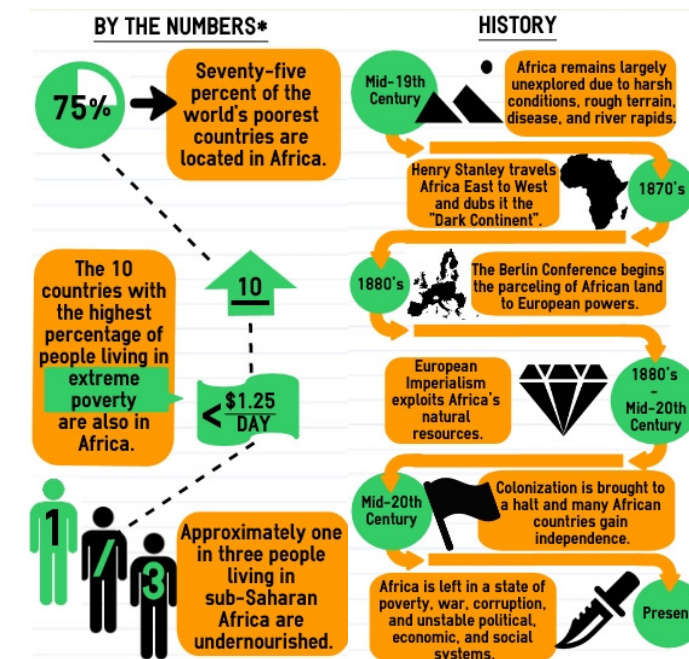 BY THE NUMBERS*
75%
Seventy-five
percent of the
world's poorest
countries are
located in Africa.
The 10
countries with
the highest
percentage of
people living in
extreme
poverty
are also in
Africa.
10
< $1.25
DAY
1/3
Approximately one
in three people
living in
sub-Saharan
Africa are
undernourished.
HISTORY
Mid-19th
Century
Africa remains largely
unexplored due to harsh
conditions, rough terrain,
disease, and river rapids.
Henry Stanley travels
Africa East to West
and dubs it the
"Dark Continent".
1870's
1880's
The Berlin Conference begins
the parceling of African land
to European powers.
European
Imperialism
exploits Africa's
natural
resources.
1880's
-
Mid-20th
Century
Mid-20th
Century
Colonization is brought to
a halt and many African
countries gain
independence.
Africa is left in a state of
poverty, war, corruption,
and unstable political,
economic, and social
systems.
Presen